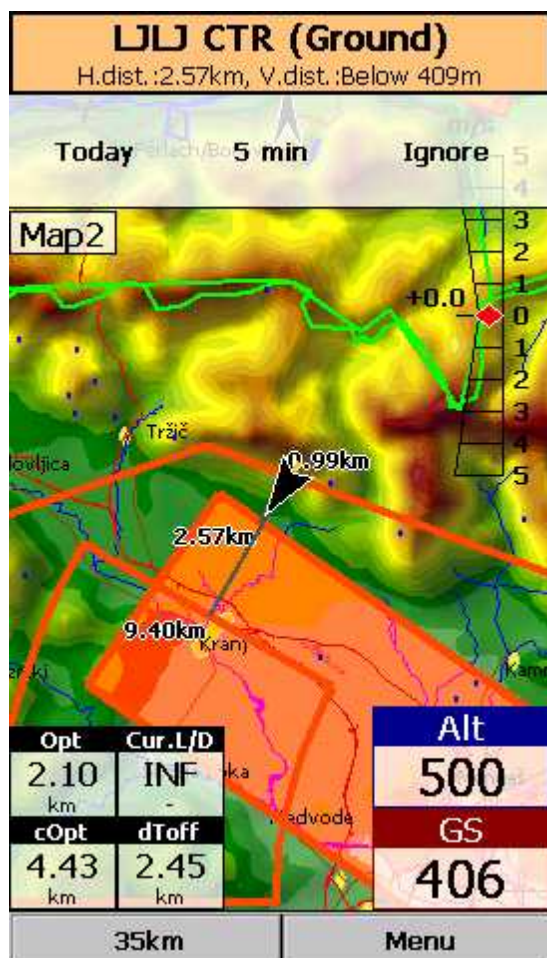 LJLJ CTR (Ground)
H.dist.:2.57km, V.dist.:Below 409m
Today 5 min Ignore
5
4
Map2
3
2
1
+0.0 0
1
2
3
4
5
Tržič
0.99km
2.57km
9.40km
Kranj
Opt Cur.L/D
2.10 INF
km -
cOpt dToff
4.43 2.45
km km
Alt
500
GS
406
35km Menu